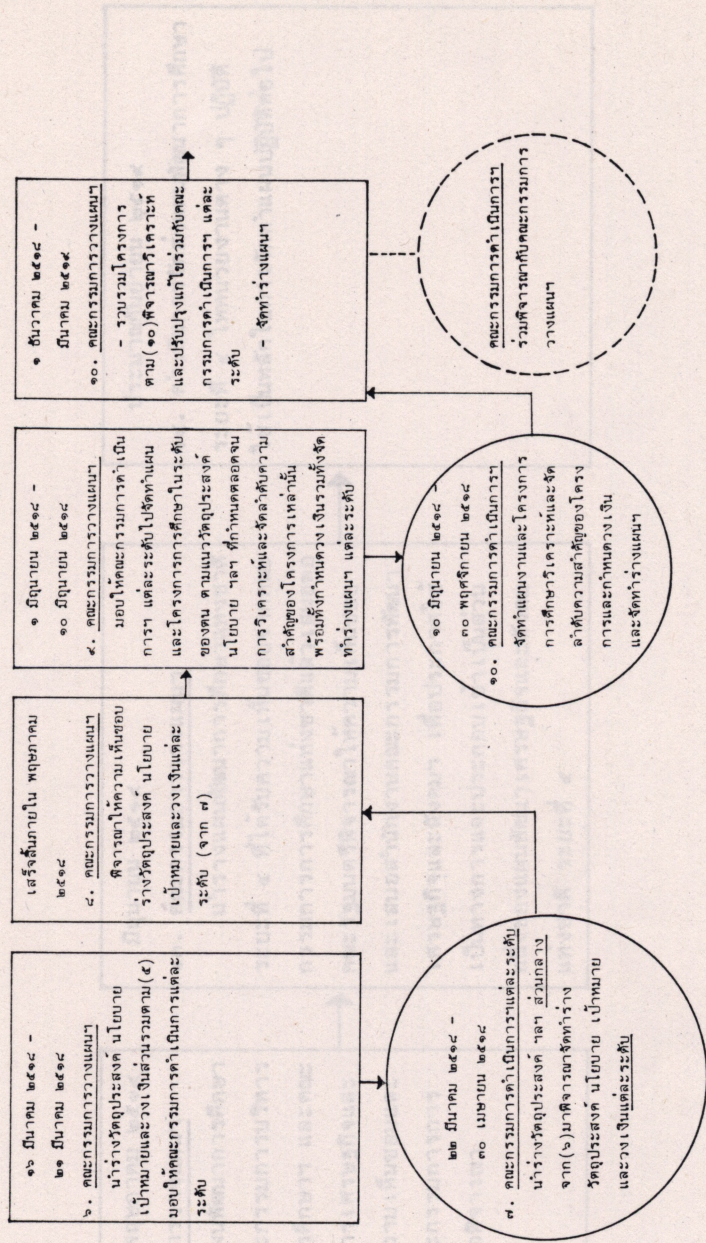 ๑๖ มีนาคม ๒๕๑๘ -
๒๑ มีนาคม ๒๕๑๘
๖. คณะกรรมการวางแผนฯ
นำร่างวัตถุประสงค์ นโยบาย
เป้าหมายและวงเงินส่วนรวมตาม(๕)
มอบให้คณะกรรมการดำเนินการแต่ละ
ระดับ
๒๒ มีนาคม ๒๕๑๘ -
๓๐ เมษายน ๒๕๑๘
๗. คณะกรรมการดำเนินการฯแต่ละระดับ
นำร่างวัตถุประสงค์ ฯลฯ ส่วนกลาง
จาก(๖)มาพิจารณาจัดทำร่าง
วัตถุประสงค์ นโยบาย เป้าหมาย
และวงเงินแต่ละระดับ
เสร็จสิ้นภายใน พฤษภาคม
๒๕๑๘
๘. คณะกรรมการวางแผนฯ
พิจารณาให้ความเห็นชอบ
ร่างวัตถุประสงค์ นโยบาย
เป้าหมายและวงเงินแต่ละ
ระดับ (จาก ๗)
๑ มิถุนายน ๒๕๑๘ -
๑๐ มิถุนายน ๒๕๑๘
๙. คณะกรรมการวางแผนฯ
มอบให้คณะกรรมการดำเนิน
การฯ แต่ละระดับไปจัดทำแผน
และโครงการการศึกษาในระดับ
ของตน ตามแนววัตถุประสงค์
นโยบาย ฯลฯ ที่กำหนดตลอดจน
การวิเคราะห์และจัดลำดับความ
สำคัญของโครงการเหล่านั้น
พร้อมทั้งกำหนดวงเงินรวมทั้งจัด
ทำร่างแผนฯ แต่ละระดับ
๑๐ มิถุนายน ๒๕๑๘ -
๓๐ พฤศจิกายน ๒๕๑๘
๑๐. คณะกรรมการดำเนินการฯ
จัดทำแผนงานและโครงการ
การศึกษาวิเคราะห์และจัด
ลำดับความสำคัญของโครง
การและกำหนดวงเงิน
และจัดทำร่างแผนฯ
๑ ธันวาคม ๒๕๑๘ -
มีนาคม ๒๕๑๙
๑๐. คณะกรรมการวางแผนฯ
- รวบรวมโครงการ
ตาม(๑๐)พิจารณาวิเคราะห์
และปรับปรุงแก้ไขร่วมกับคณะ
กรรมการดำเนินการฯ แต่ละ
ระดับ - จัดทำร่างแผนฯ
คณะกรรมการดำเนินการฯ
ร่วมพิจารณากับคณะกรรมการ
วางแผนฯ